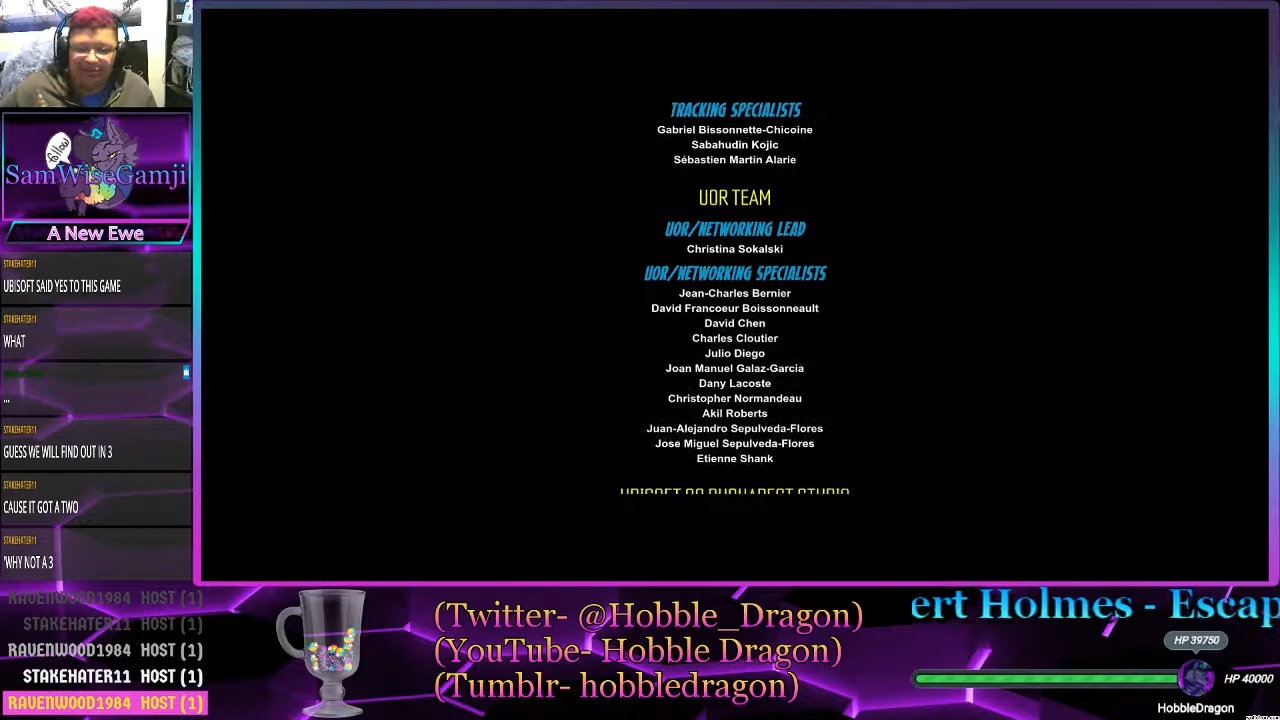 TRACKING SPECIALISTS
Gabriel Bissonnette-Chicoine
Sabahudin Kojic
Sébastien Martin Alarie
UOR TEAM
UOR/NETWORKING LEAD
Christina Sokalski
UOR/NETWORKING SPECIALISTS
Jean-Charles Bernier
David Francoeur Boissonneault
David Chen
Charles Cloutier
Julio Diego
Joan Manuel Galaz-Garcia
Dany Lacoste
Christopher Normandeau
Akil Roberts
Juan-Alejandro Sepulveda-Flores
Jose Miguel Sepulveda-Flores
Etienne Shank
follow
SamWiseGamji
A New Ewe
STAKEHATER11
UBISOFT SAID YES TO THIS GAME
STAKEHATER11
WHAT
...
STAKEHATER11
GUESS WE WILL FIND OUT IN 3
STAKEHATER11
CAUSE IT GOT A TWO
STAKEHATER11
'WHY NOT A 3
RAVENWOOD1984 HOST (1)
STAKEHATER11 HOST (1)
RAVENWOOD1984 HOST (1)
STAKEHATER11 HOST (1)
RAVENWOOD1984 HOST (1)
(Twitter- @Hobble_Dragon)
(YouTube- Hobble Dragon)
(Tumblr- hobbledragon)
ert Holmes - Escap
HP 39750
HP 40000
HobbleDragon